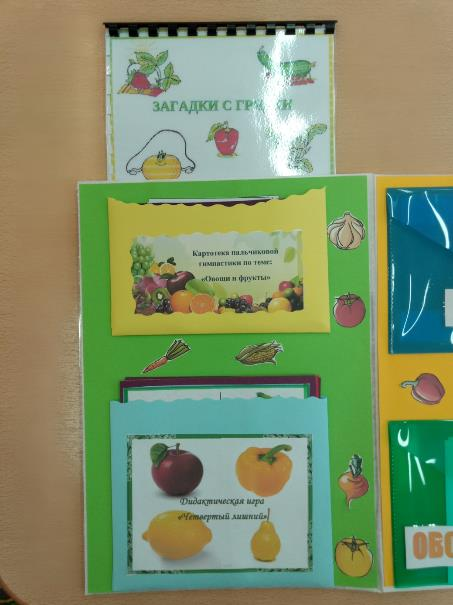 ЗАГАДКИ С ГРЯДКИ
Картотека пальчиковой
гимнастики по теме:
«Овощи и фрукты»
Дидактическая игра
«Четвертый лишний»
ОВО